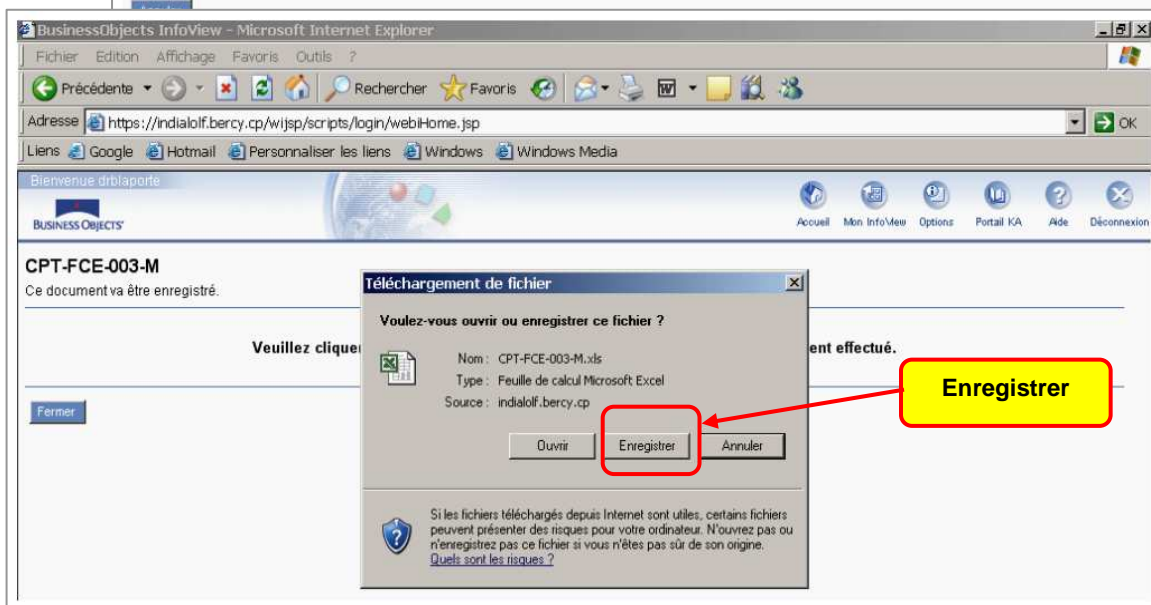 BusinessObjects InfoView - Microsoft Internet Explorer
Fichier Edition Affichage Favoris Outils ?
Précédente Rechercher Favoris
Adresse https://indialolf.bercy.cp/wijsp/scripts/login/webiHome.jsp OK
Liens Google Hotmail Personnaliser les liens Windows Windows Media
Bienvenue drblaporte
BUSINESS OBJECTS
Accueil Mon InfoView Options Portail KA Aide Déconnexion
CPT-FCE-003-M
Ce document va être enregistré.
Téléchargement de fichier
Voulez-vous ouvrir ou enregistrer ce fichier ?
Veuillez clique
ent effectué.
Nom : CPT-FCE-003-M.xls
Type : Feuille de calcul Microsoft Excel
Source : indialolf.bercy.cp
Enregistrer
Fermer
Ouvrir Enregistrer Annuler
Si les fichiers téléchargés depuis Internet sont utiles, certains fichiers
peuvent présenter des risques pour votre ordinateur. N'ouvrez pas ou
n'enregistrez pas ce fichier si vous n'êtes pas sûr de son origine.
Quels sont les risques ?